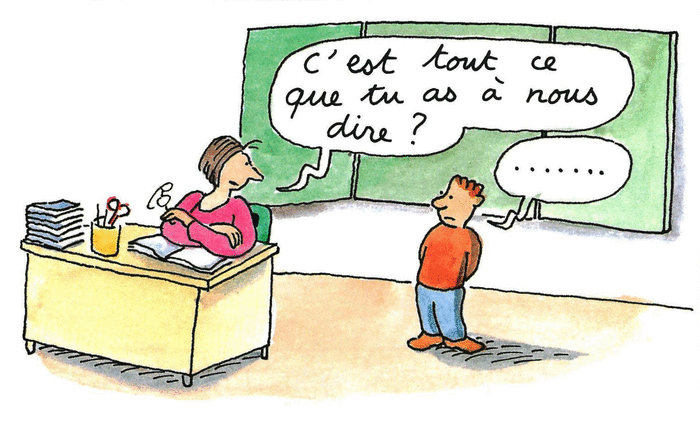 C'est tout ce
que tu as à nous
dire ?
........